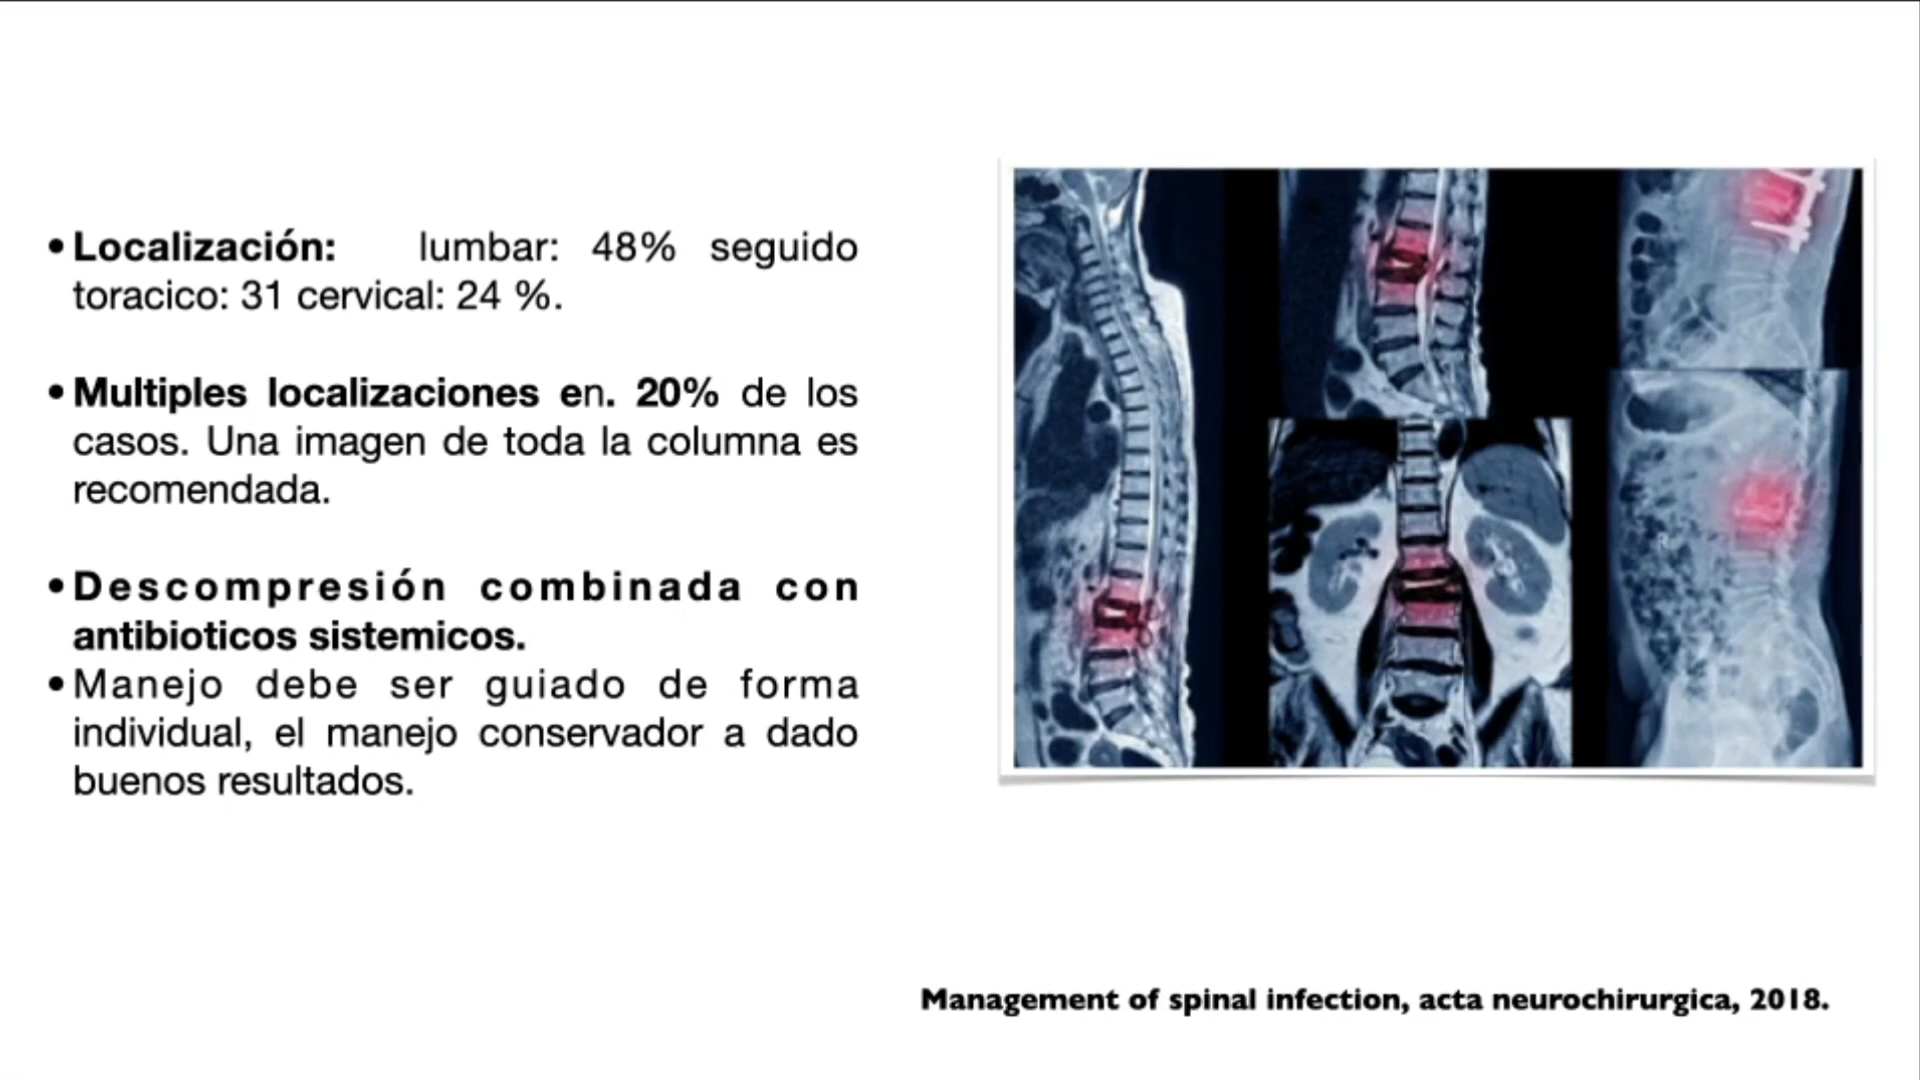 • Localización: lumbar: 48% seguido
toracico: 31 cervical: 24 %.
• Multiples localizaciones en. 20% de los
casos. Una imagen de toda la columna es
recomendada.
• Descompresión combinada con
antibioticos sistemicos.
• Manejo debe ser guiado de forma
individual, el manejo conservador a dado
buenos resultados.
Management of spinal infection, acta neurochirurgica, 2018.